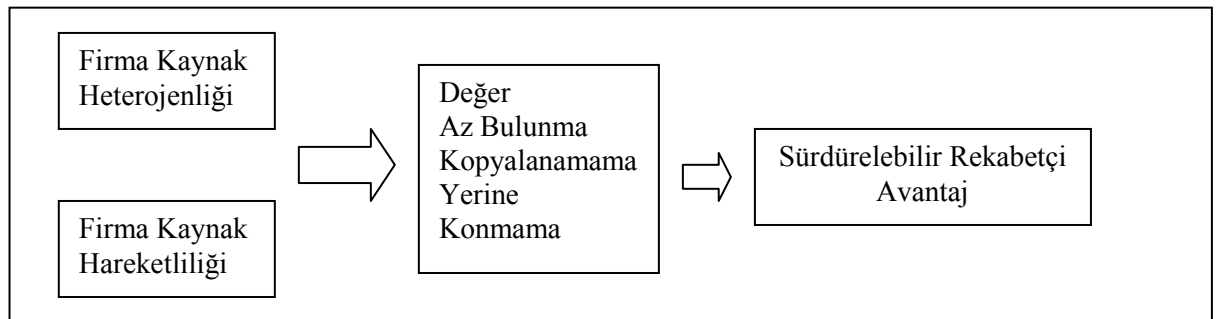 Firma Kaynak
Heterojenliği
Firma Kaynak
Hareketliliği
Değer
Az Bulunma
Kopyalanamama
Yerine
Konmama
Sürdürelebilir Rekabetçi
Avantaj